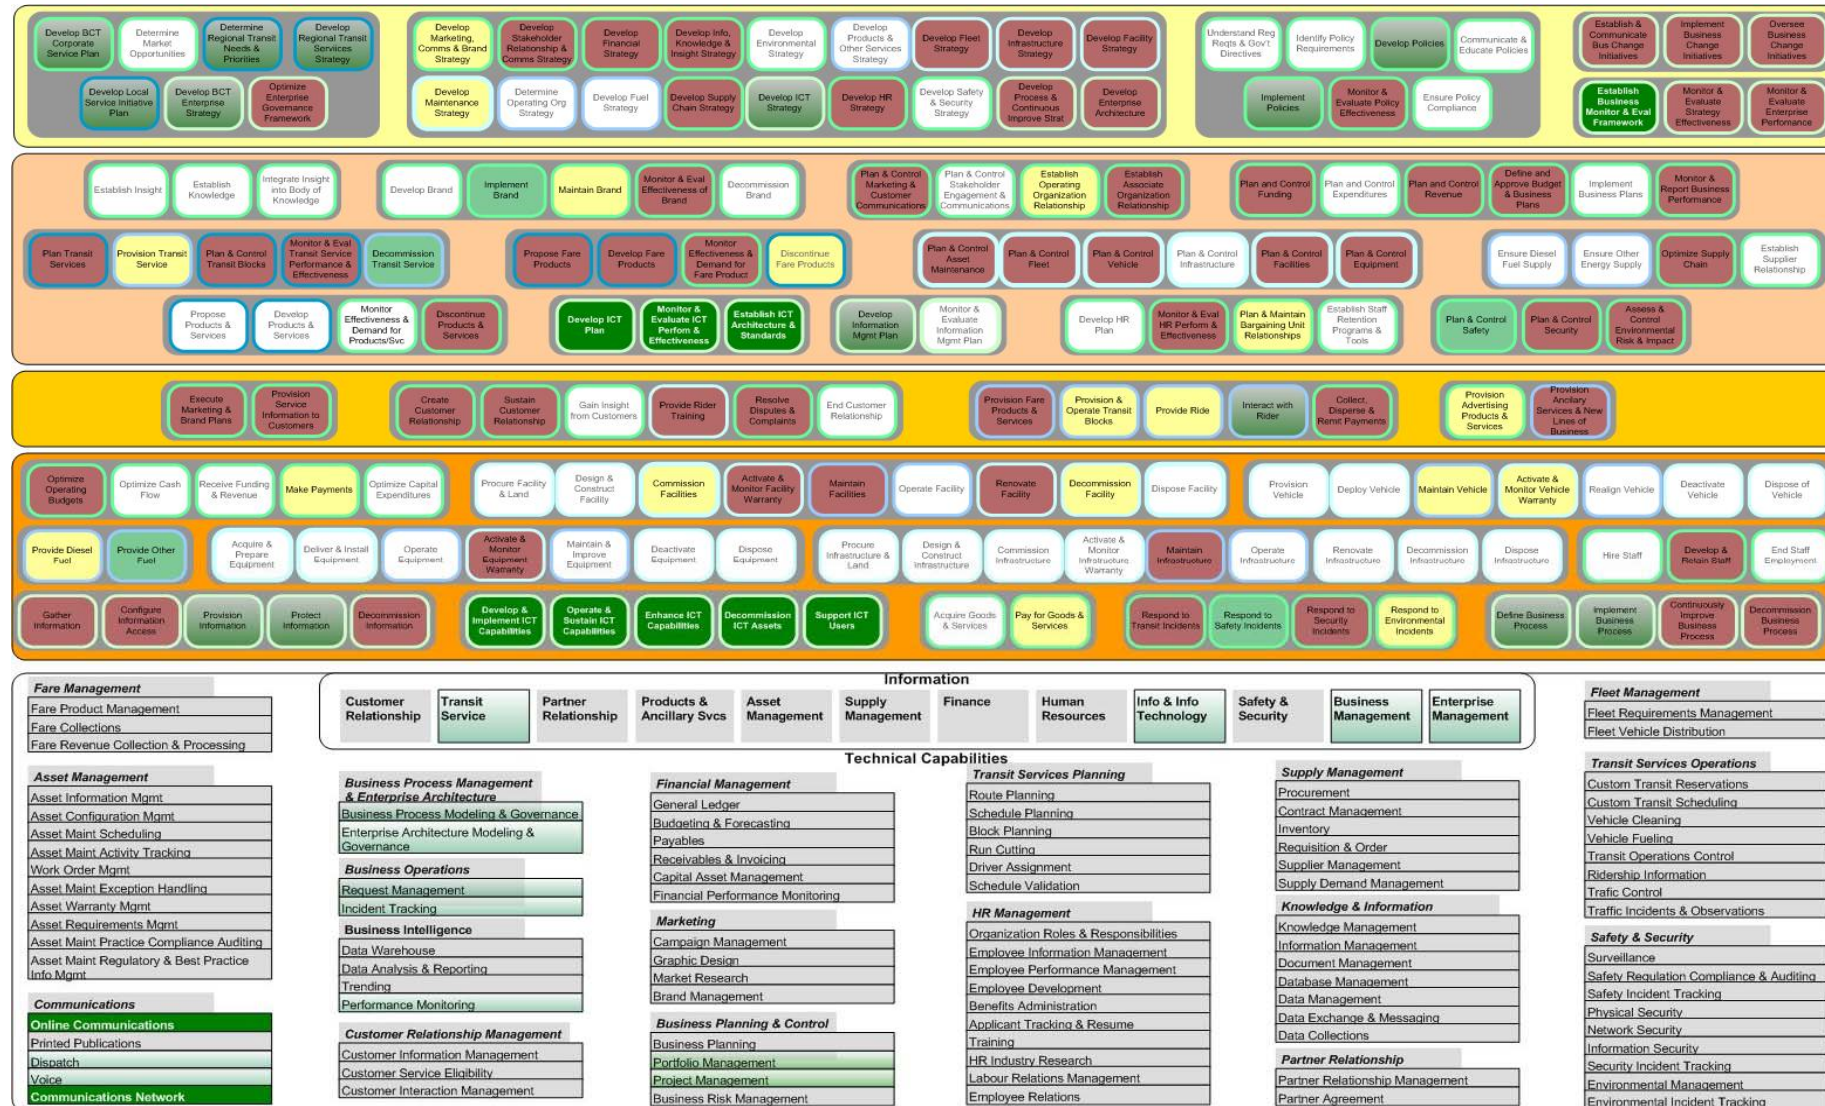 Develop BCT
Corporate
Service Plan
Determine
Market
Opportunities
Determine
Regional Transit
Needs &
Priorities
Develop
Regional Transit
Serviices
Strategy
Develop Local
Service Initiative
Plan
Develop BCT
Enterprise
Strategy
Optimize
Enterprise
Governance
Framework
Develop
Marketing,
Comms & Brand
Strategy
Develop
Stakeholder
Relationship &
Comms Strategy
Develop
Financial
Strategy
Develop Info,
Knowledge &
Insight Strategy
Develop
Environmental
Strategy
Develop
Products &
Other Services
Strategy
Develop Fleet
Strategy
Develop
Infrastructure
Strategy
Develop Facility
Strategy
Develop
Maintenance
Strategy
Determine
Operating Org
Strategy
Develop Fuel
Strategy
Develop Supply
Chain Strategy
Develop ICT
Strategy
Develop HR
Strategy
Develop Safety
& Security
Strategy
Develop
Process &
Continuous
Improve Strat
Develop
Enterprise
Architecture
Understand Reg
Reqts & Gov't
Directives
Identify Policy
Requirements
Develop Policies
Communicate &
Educate Policies
Implement
Policies
Monitor &
Evaluate Policy
Effectiveness
Ensure Policy
Compliance
Establish &
Communicate
Bus Change
Initiatives
Implement
Business
Change
Initiatives
Oversee
Business
Change
Initiatives
Establish
Business
Monitor & Eval
Framework
Monitor &
Evaluate
Strategy
Effectiveness
Monitor &
Evaluate
Enterprise
Perfomance
Establish Insight
Establish
Knowledge
Integrate Insight
into Body of
Knowledge
Develop Brand
Implement
Brand
Maintain Brand
Monitor & Eval
Effectiveness of
Brand
Decommission
Brand
Plan & Control
Marketing &
Customer
Communications
Plan & Control
Stakeholder
Engagement &
Communications
Establish
Operating
Organization
Relationship
Establish
Associate
Organization
Relationship
Plan and Control
Funding
Plan and Control
Expenditures
Plan and Control
Revenue
Define and
Approve Budget
& Business
Plans
Implement
Business Plans
Monitor &
Report Business
Performance
Plan Transit
Services
Provision Transit
Service
Plan & Control
Transit Blocks
Monitor & Eval
Transit Service
Performance &
Effectiveness
Decommission
Transit Service
Propose Fare
Products
Develop Fare
Products
Monitor
Effectiveness &
Demand for
Fare Product
Discontinue
Fare Products
Plan & Control
Asset
Maintenance
Plan & Control
Fleet
Plan & Control
Vehicle
Plan & Control
Infrastructure
Plan & Control
Facilities
Plan & Control
Equipment
Ensure Diesel
Fuel Supply
Ensure Other
Energy Supply
Optimize Supply
Chain
Establish
Supplier
Relationship
Propose
Products &
Services
Develop
Products &
Services
Monitor
Effectiveness &
Demand for
Products/Svc
Discontinue
Products &
Services
Develop ICT
Plan
Monitor &
Evaluate ICT
Perfom &
Effectiveness
Establish ICT
Architecture &
Standards
Develop
Information
Mgmt Plan
Monitor &
Evaluate
Information
Mgmt Plan
Develop HR
Plan
Monitor & Eval
HR Perfom &
Effectiveness
Plan & Maintain
Bargaining Unit
Relationships
Establish Staff
Retention
Programs &
Tools
Plan & Control
Safety
Plan & Control
Security
Assess &
Control
Environmental
Risk & Impact
Execute
Marketing &
Brand Plans
Provision
Service
Information to
Customers
Create
Customer
Relationship
Sustain
Customer
Relationship
Gain Insight
from Customers
Provide Rider
Training
Resolve
Disputes &
Compaints
End Customer
Relationship
Provision Fare
Products &
Services
Provision &
Operate Transit
Blocks
Provide Ride
Interact with
Rider
Collect,
Disperse &
Remit Payments
Provision
Advertising
Products &
Services
Provision
Ancilary
Services & New
Lines of
Business
Optimize
Operating
Budgets
Optimize Cash
Flow
Receive Funding
& Revenue
Make Payments
Optimize Capital
Expenditures
Procure Facility
& Land
Design &
Construct
Facility
Commission
Facilities
Activate &
Monitor Facility
Warranty
Maintain
Facilities
Operate Facility
Renovate
Facility
Decommission
Facility
Dispose Facility
Provision
Vehicle
Deploy Vehicle
Maintain Vehicle
Activate &
Monitor Vehicle
Warranty
Realign Vehicle
Deactivate
Vehicle
Dispose of
Vehicle
Provide Diesel
Fuel
Provide Other
Fuel
Acquire &
Prepare
Equipment
Deliver & Install
Equipment
Operate
Equipment
Activate &
Monitor
Equipment
Warranty
Maintain &
Improve
Equipment
Deactivate
Equipment
Dispose
Equipment
Procure
Infrastructure &
Land
Design &
Construct
Infrastructure
Commission
Infrastructure
Activate &
Monitor
Infrastructure
Warranty
Maintain
Infrastructure
Operate
Infrastructure
Renovate
Infrastructure
Decommission
Infrastructure
Dispose
Infrastructure
Hire Staff
Develop &
Retain Staff
End Staff
Employment
Gather
Information
Configure
Information
Access
Provision
Information
Protect
Information
Decommission
Information
Develop &
Implement ICT
Capabilities
Operate &
Sustain ICT
Capabilities
Enhance ICT
Capabilities
Decommission
ICT Assets
Support ICT
Users
Acquire Goods
& Services
Pay for Goods &
Services
Respond to
Transit Incidents
Respond to
Safety Incidents
Respond to
Security
Incidents
Respond to
Environmental
Incidents
Define Business
Process
Implement
Business
Process
Continuously
Improve
Business
Process
Decommission
Business
Process
Information
Customer
Relationship
Transit
Service
Partner
Relationship
Products &
Ancillary Svcs
Asset
Management
Supply
Management
Finance
Human
Resources
Info & Info
Technology
Safety &
Security
Business
Management
Enterprise
Management
Technical Capabilities
Fare Management
Fare Product Management
Fare Collections
Fare Revenue Collection & Processing
Asset Management
Asset Information Mgmt
Asset Configuration Mgmt
Asset Maint Scheduling
Asset Maint Activity Tracking
Work Order Mgmt
Asset Maint Exception Handling
Asset Warranty Mgmt
Asset Requirements Mgmt
Asset Maint Practice Compliance Auditing
Asset Maint Regulatory & Best Practice
Info Mgmt
Communications
Online Communications
Printed Publications
Dispatch
Voice
Communications Network
Business Process Management
& Enterprise Architecture
Business Process Modeling & Governance
Enterprise Architecture Modeling &
Governance
Business Operations
Request Management
Incident Tracking
Business Intelligence
Data Warehouse
Data Analysis & Reporting
Trending
Performance Monitoring
Customer Relationship Management
Customer Information Management
Customer Service Eligibility
Customer Interaction Management
Financial Management
General Ledger
Budgeting & Forecasting
Payables
Receivables & Invoicing
Capital Asset Management
Financial Performance Monitoring
Marketing
Campaign Management
Graphic Design
Market Research
Brand Management
Business Planning & Control
Business Planning
Portfolio Management
Project Management
Business Risk Management
Transit Services Planning
Route Planning
Schedule Planning
Block Planning
Run Cutting
Driver Assignment
Schedule Validation
HR Management
Organization Roles & Responsibilities
Employee Information Management
Employee Performance Management
Employee Development
Benefits Administration
Applicant Tracking & Resume
Training
HR Industry Research
Labour Relations Management
Employee Relations
Supply Management
Procurement
Contract Management
Inventory
Requisition & Order
Supplier Management
Supply Demand Management
Knowledge & Information
Knowledge Management
Information Management
Document Management
Database Management
Data Management
Data Exchange & Messaging
Data Collections
Partner Relationship
Partner Relationship Management
Partner Agreement
Fleet Management
Fleet Requirements Management
Fleet Vehicle Distribution
Transit Services Operations
Custom Transit Reservations
Custom Transit Scheduling
Vehicle Cleaning
Vehicle Fueling
Transit Operations Control
Ridership Information
Trafic Control
Traffic Incidents & Observations
Safety & Security
Surveillance
Safety Regulation Compliance & Auditing
Safety Incident Tracking
Physical Security
Network Security
Information Security
Security Incident Tracking
Environmental Management
Environmental Incident Tracking